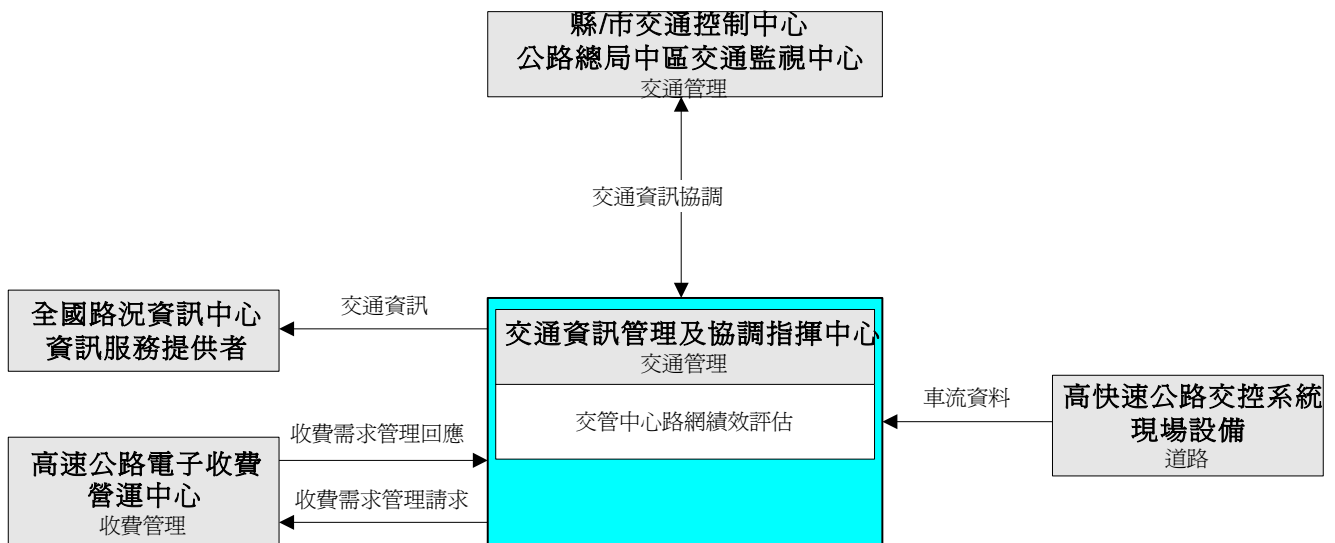 縣/市交通控制中心
公路總局中區交通監視中心
交通管理
交通資訊協調
全國路況資訊中心
資訊服務提供者
交通資訊
交通資訊管理及協調指揮中心
交通管理
交管中心路網績效評估
車流資料
高快速公路交控系統
現場設備
道路
收費需求管理回應
高速公路電子收費
營運中心
收費管理
收費需求管理請求